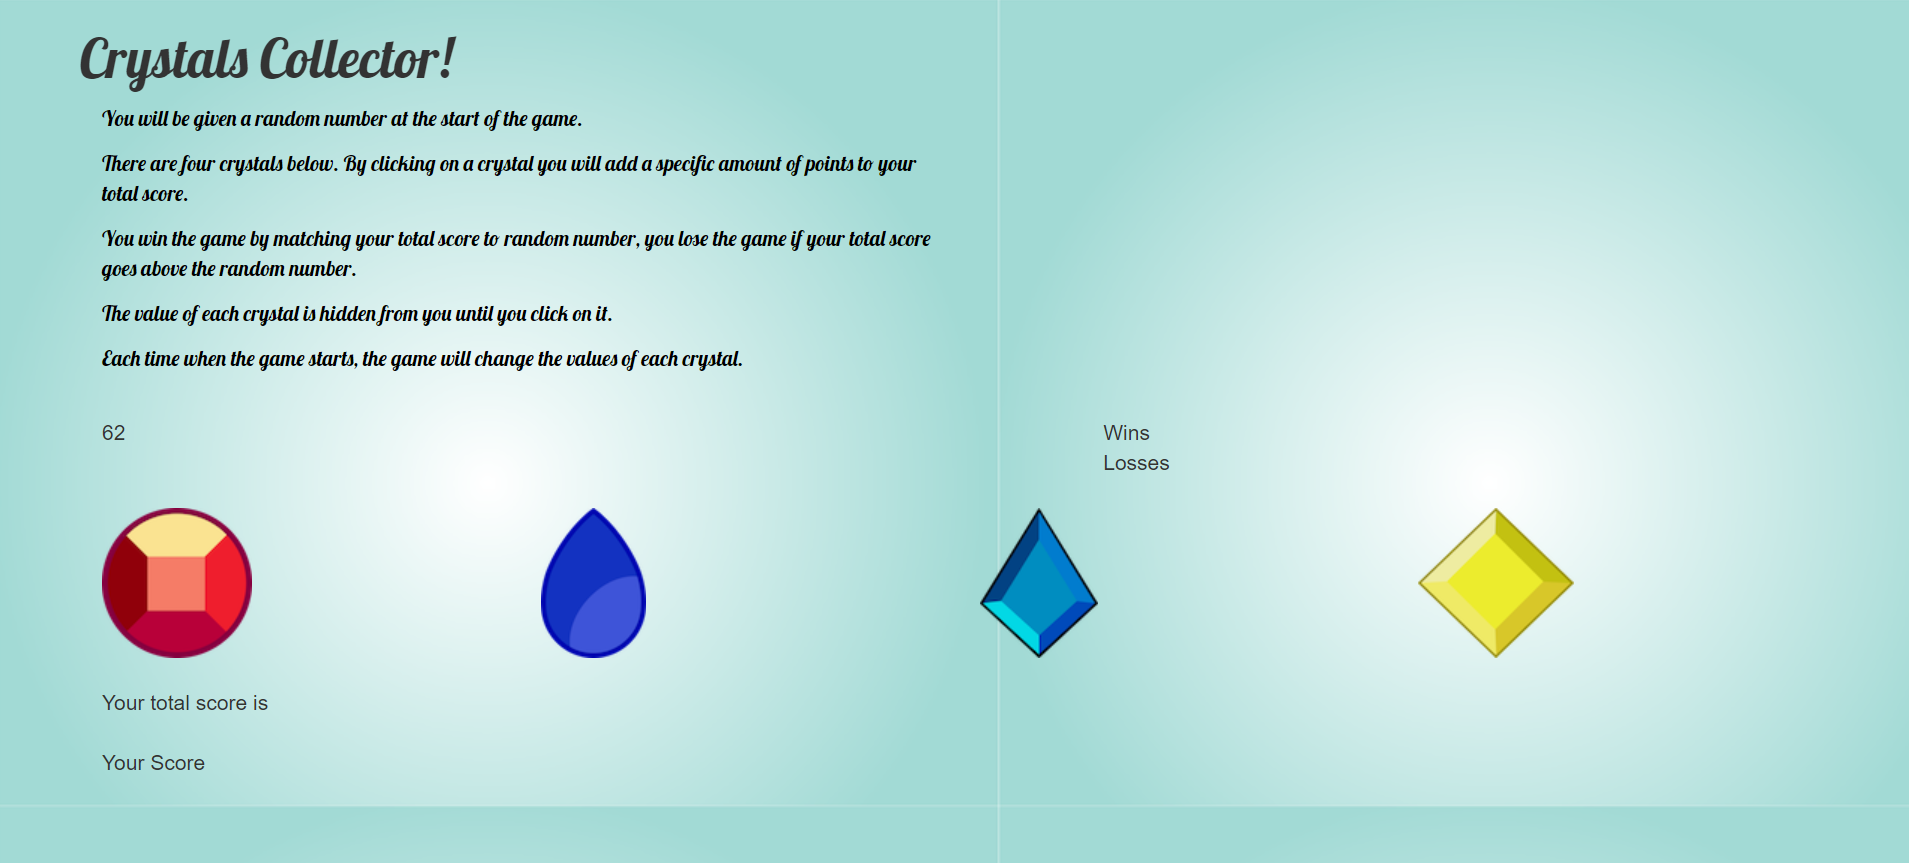 Crystals Collector!
You will be given a random number at the start of the game.
There are four crystals below. By clicking on a crystal you will add a specific amount of points to your
total score.
You win the game by matching your total score to random number, you lose the game if your total score
goes above the random number.
The value of each crystal is hidden from you until you click on it.
Each time when the game starts, the game will change the values of each crystal.
62
Wins
Losses
Your total score is
Your Score